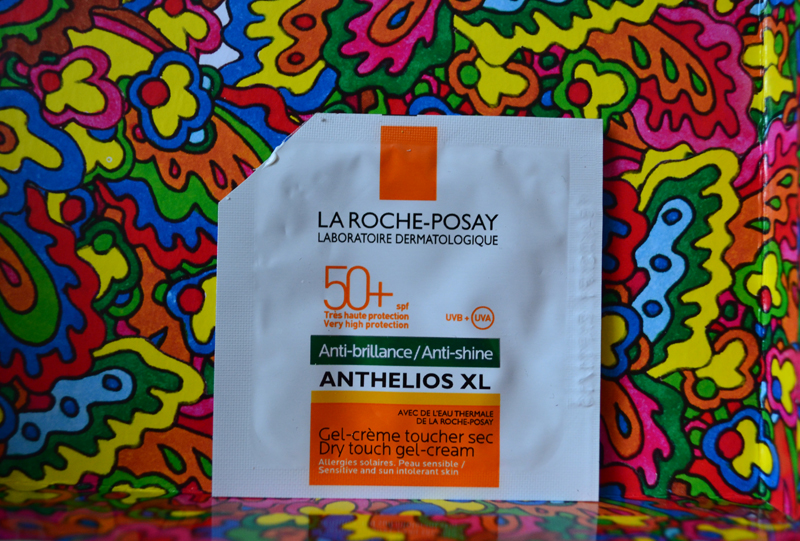 LA ROCHE-POSAY
LABORATOIRE DERMATOLOGIQUE
50+ spf
Très haute protection
Very high protection
UVB + UVA
Anti-brillance/Anti-shine
ANTHELIOS XL
AVEC DE L'EAU THERMALE
DE LA ROCHE-POSAY
Gel-crème toucher sec
Dry touch gel-cream
Allergies solaires. Peau sensible /
Sensitive and sun intolerant skin